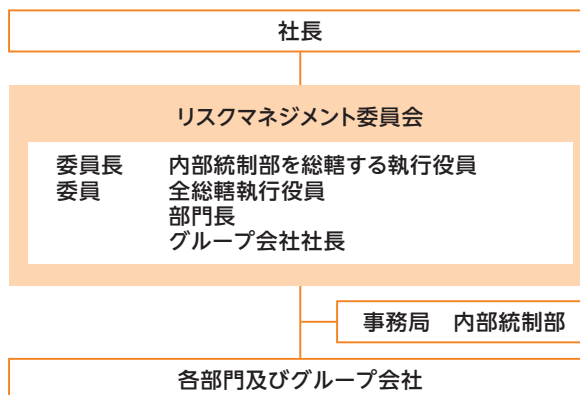 社長
リスクマネジメント委員会
委員長 内部統制部を総轄する執行役員
委員 全総轄執行役員
部門長
グループ会社社長
事務局 内部統制部
各部門及びグループ会社